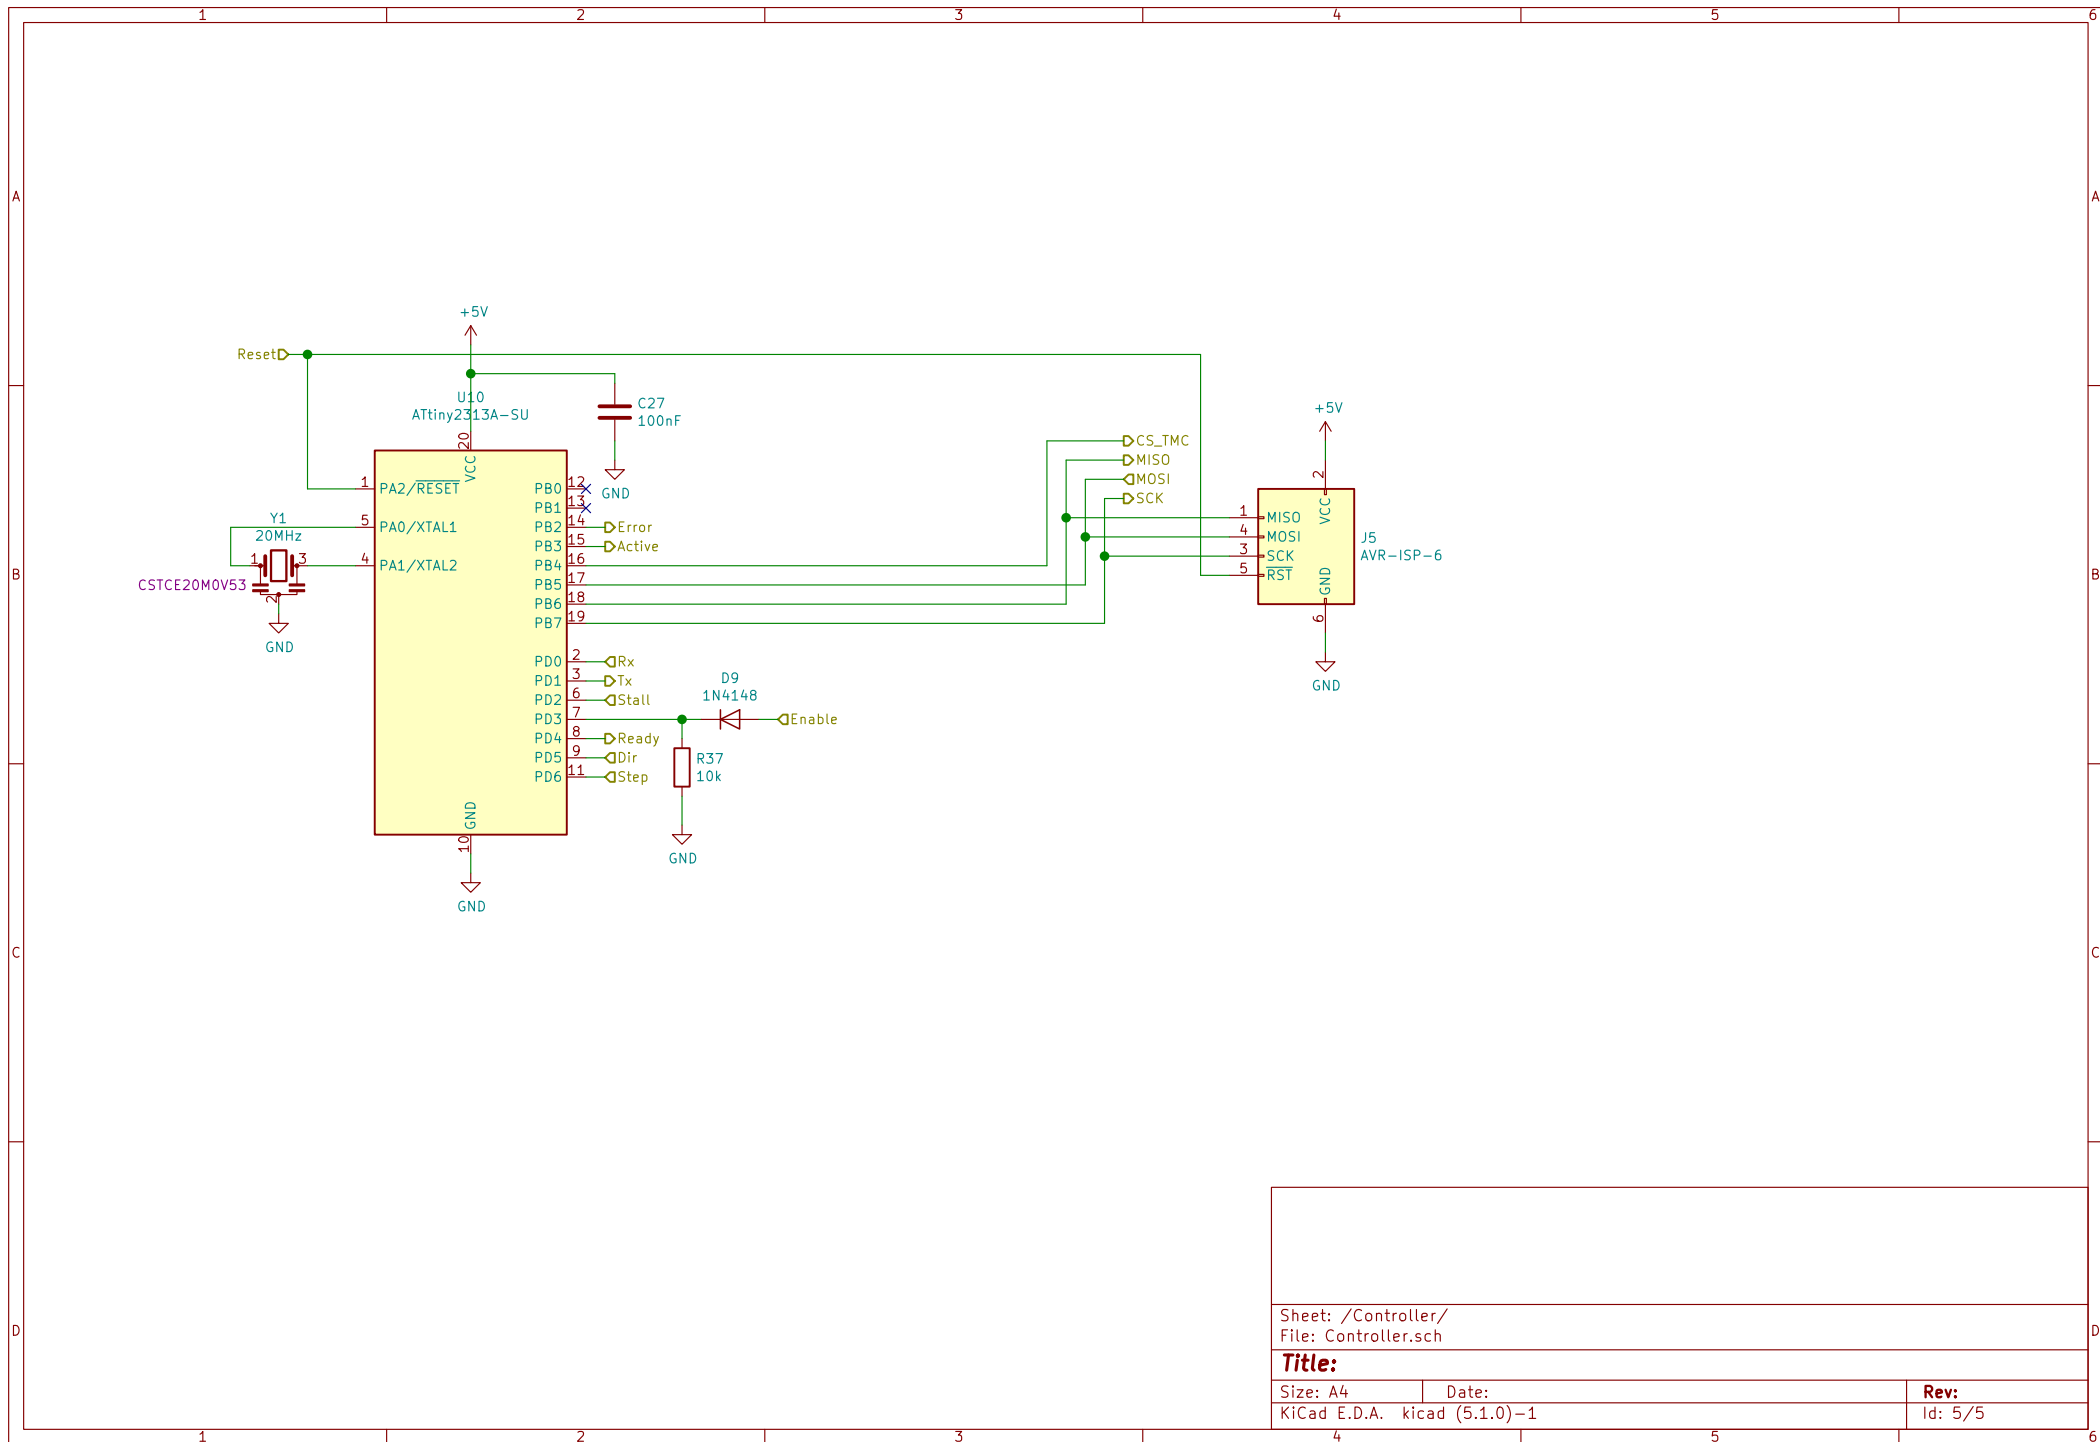 1 2 3 4 5 6
A A
B B
C C
D D
+5V
Reset
U10
ATtiny2313A-SU
C27
100nF
GND
20
VCC
1 PA2/RESET
5 PA0/XTAL1
4 PA1/XTAL2
Y1
20MHz
1 3
CSTCE20M0V53
2
GND
PB0 12
PB1 13
PB2 14 Error
PB3 15 Active
PB4 16
PB5 17
PB6 18
PB7 19
PD0 2 Rx
PD1 3 Tx
PD2 6 Stall
PD3 7
PD4 8 Ready
PD5 9 Dir
PD6 11 Step
GND
10
GND
D9
1N4148
Enable
R37
10k
GND
CS_TMC
MISO
MOSI
SCK
+5V
2
VCC
1 MISO
4 MOSI
3 SCK
5 RST
GND
6
J5
AVR-ISP-6
GND
Sheet: /Controller/
File: Controller.sch
Title:
Size: A4 Date: Rev:
KiCad E.D.A. kicad (5.1.0)-1 Id: 5/5
1 2 3 4 5 6